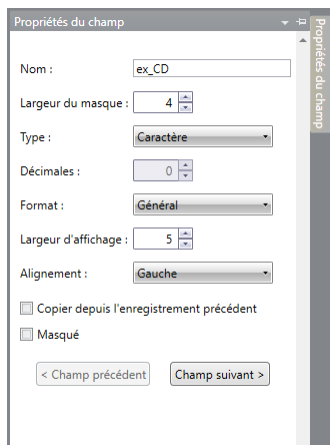 Propriétés du champ
Propriétés du champ
Nom :
ex_CD
Largeur du masque :
4
Type :
Caractère
Décimales :
0
Format :
Général
Largeur d'affichage :
5
Alignement :
Gauche
Copier depuis l'enregistrement précédent
Masqué
< Champ précédent
Champ suivant >